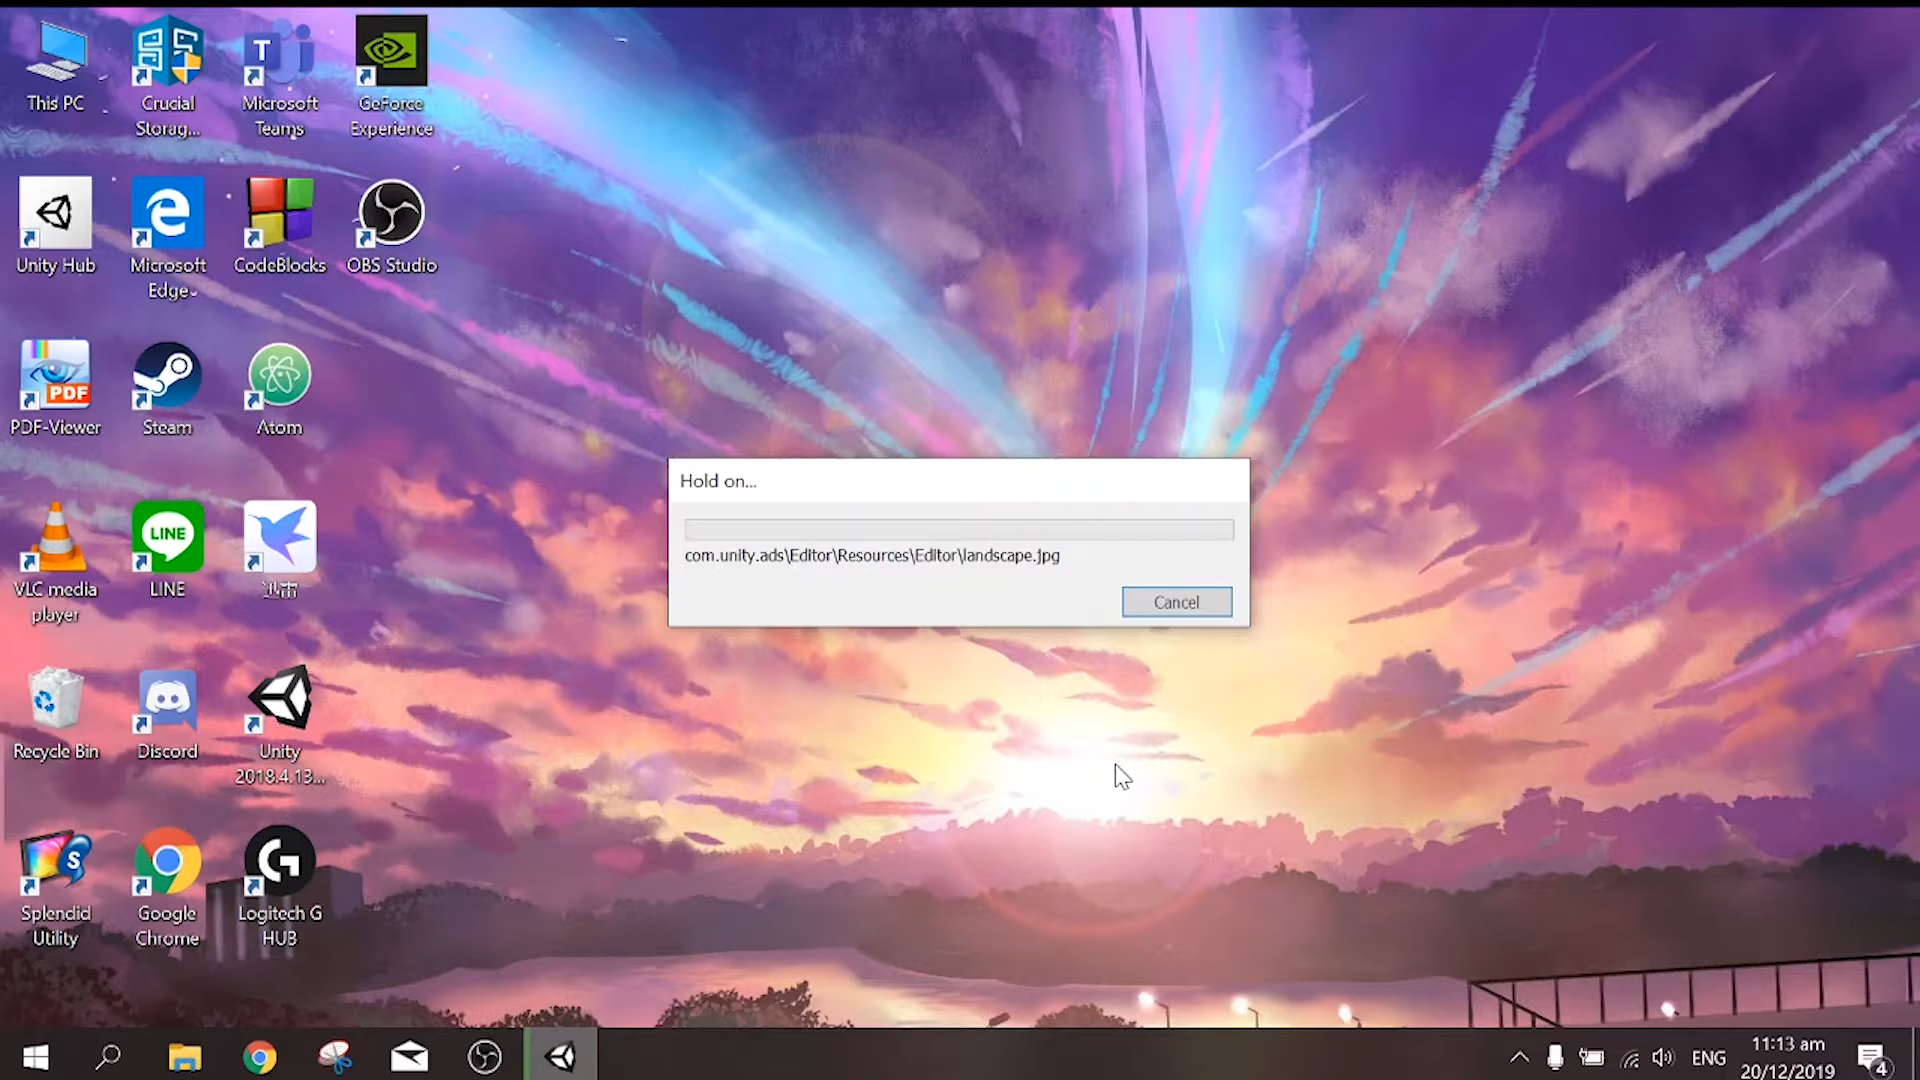 This PC
Crucial
Storag...
Microsoft
Teams
GeForce
Experience
Unity Hub
Microsoft
Edge
CodeBlocks
OBS Studio
PDF
PDF-Viewer
Steam
Atom
VLC media
player
LINE
LINE
迅雷
Recycle Bin
Discord
Unity
2018.4.13...
Splendid
Utility
Google
Chrome
Logitech G
HUB
Hold on...
com.unity.ads\Editor\Resources\Editor\landscape.jpg
Cancel
ENG
11:13 am
20/12/2019
4